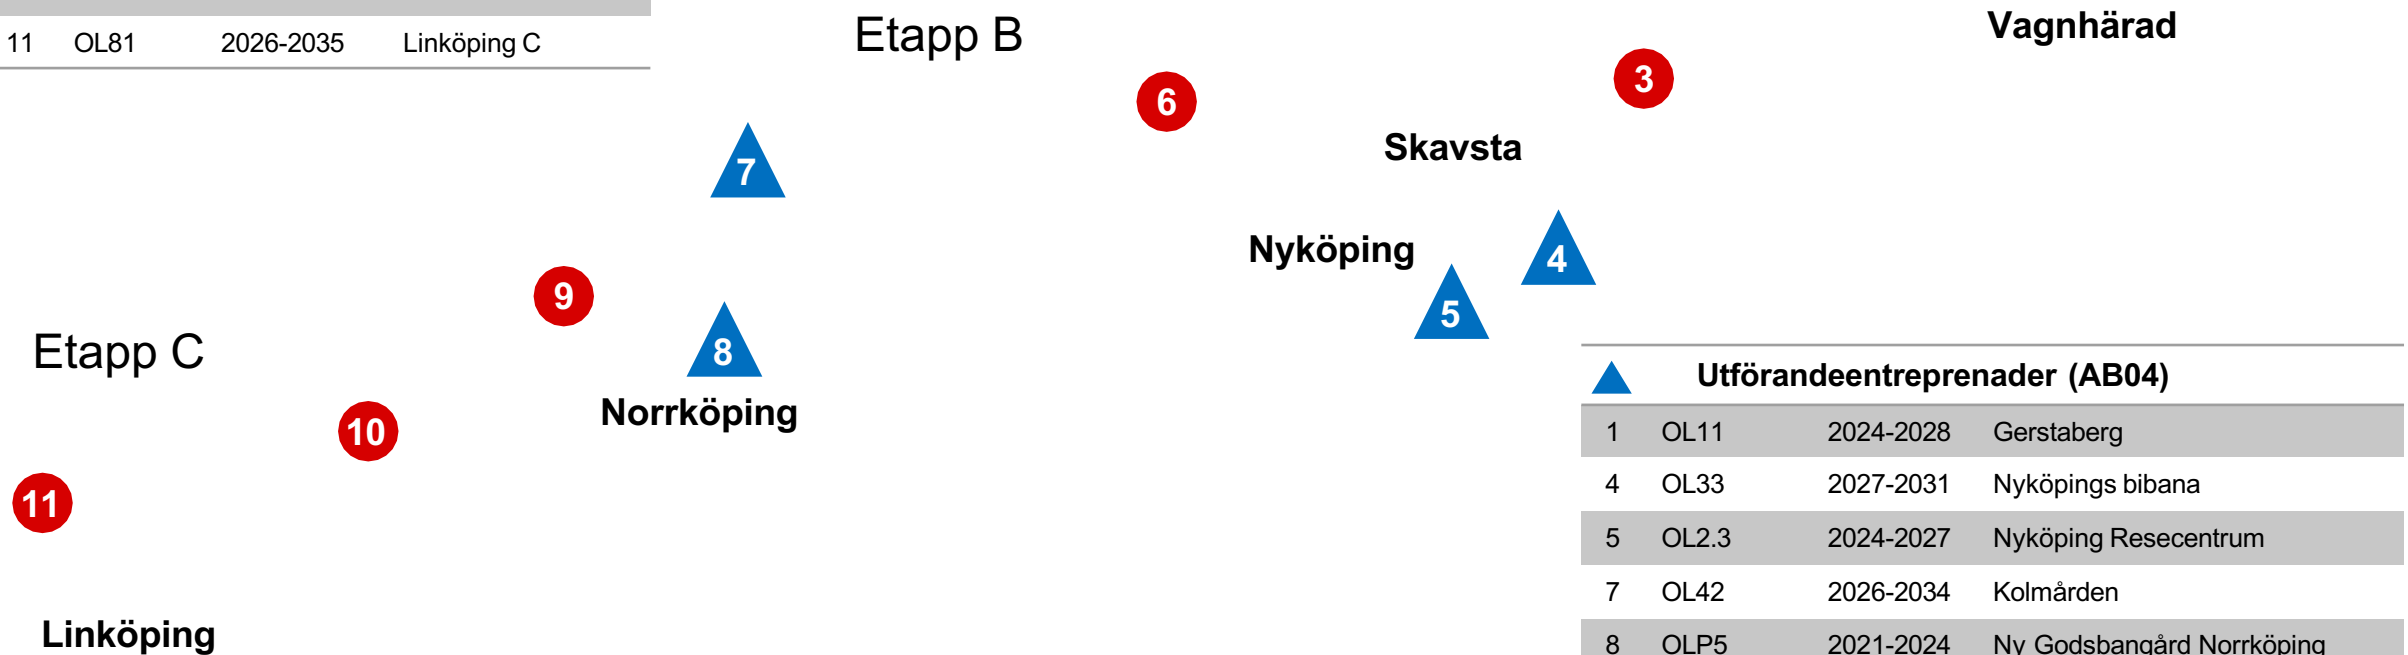 11 OL81 2026-2035 Linköping C
Etapp B
Vagnhärad
3
6
Skavsta
7
Nyköping
4
9
5
Etapp C
8
Norrköping
10
11
Linköping
Utförandeentreprenader (AB04)
1 OL11 2024-2028 Gerstaberg
4 OL33 2027-2031 Nyköpings bibana
5 OL2.3 2024-2027 Nyköping Resecentrum
7 OL42 2026-2034 Kolmården
8 OLP5 2021-2024 Ny Godsbangård Norrköping